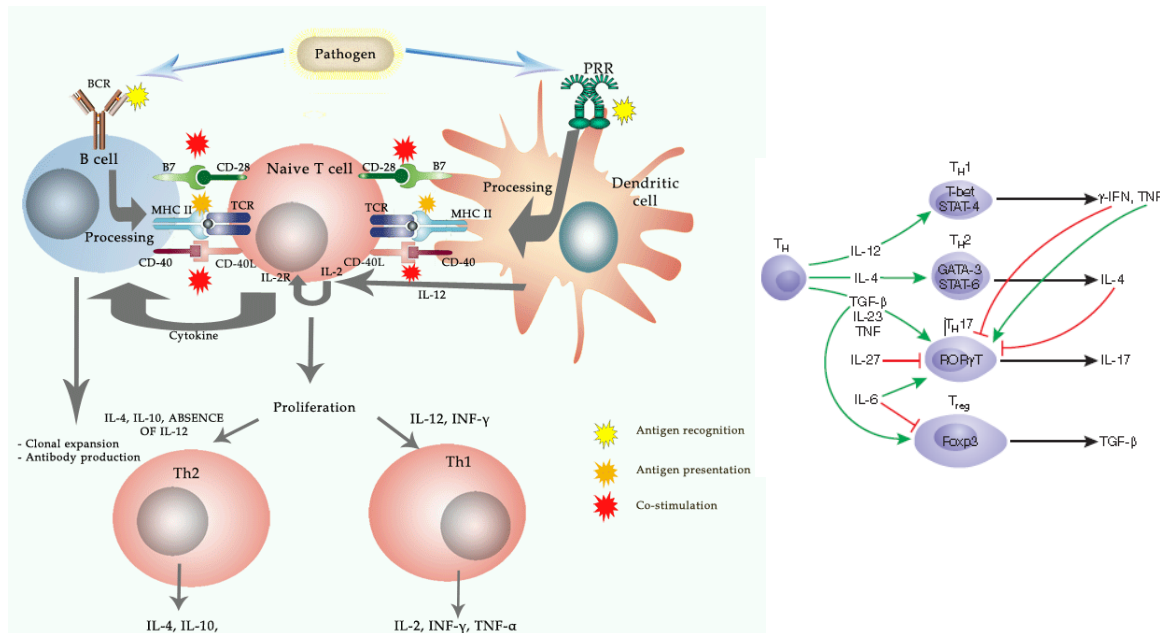 Pathogen
BCR
PRR
B cell
B7
CD-28
Naive T cell
CD-28
B7
Processing
Dendritic
cell
MHC II
TCR
TCR
MHC II
Processing
CD-40
CD-40L
IL-2R
IL-2
CD-40L
CD-40
IL-12
Cytokine
Proliferation
IL-4, IL-10, ABSENCE
OF IL-12
IL-12, INF-γ
- Clonal expansion
- Antibody production
Th2
Th1
IL-4, IL-10,
IL-2, INF-γ, TNF-α
Antigen recognition
Antigen presentation
Co-stimulation
TH1
T-bet
STAT-4
γ-IFN, TNF
TH
IL-12
TH2
IL-4
GATA-3
STAT-6
IL-4
TGF-β
IL-23
TNF
TH17
IL-27
RORγT
IL-17
IL-6
Treg
Foxp3
TGF-β